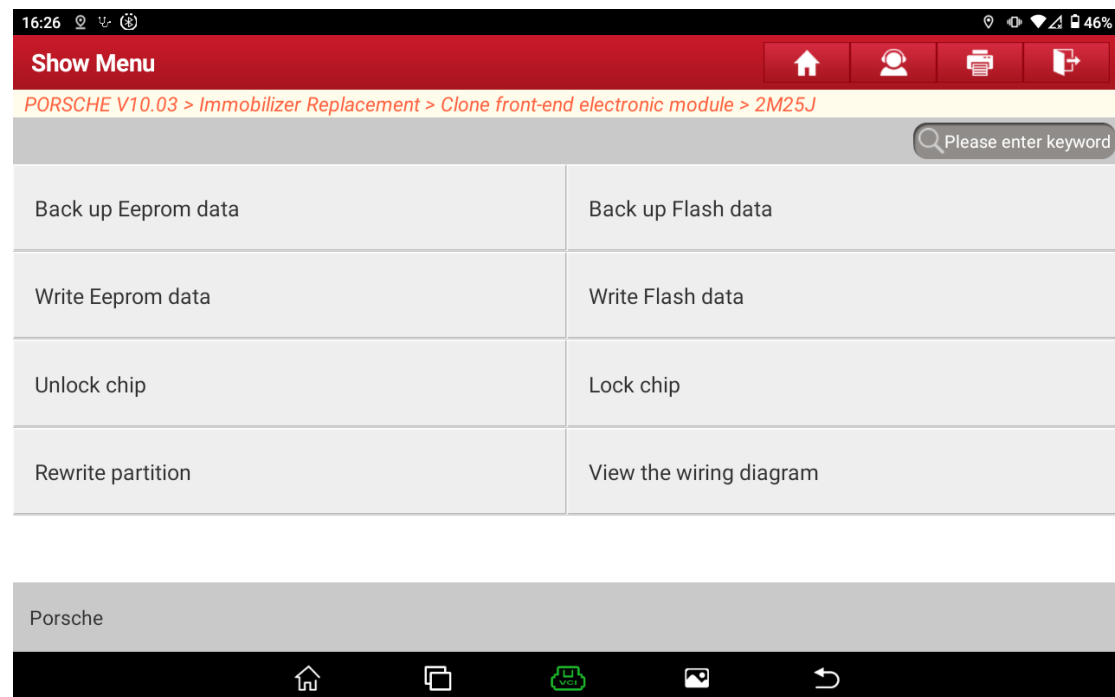 16:26 46%
Show Menu
PORSCHE V10.03 > Immobilizer Replacement > Clone front-end electronic module > 2M25J
Please enter keyword
Back up Eeprom data Back up Flash data
Write Eeprom data Write Flash data
Unlock chip Lock chip
Rewrite partition View the wiring diagram
Porsche
VCI